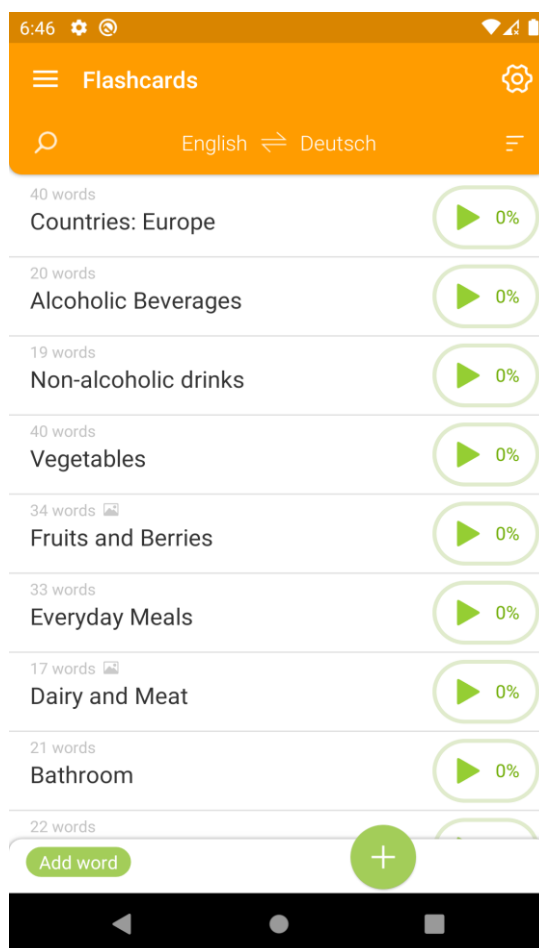 6:46
Flashcards
English Deutsch
40 words
Countries: Europe
0%
20 words
Alcoholic Beverages
0%
19 words
Non-alcoholic drinks
0%
40 words
Vegetables
0%
34 words
Fruits and Berries
0%
33 words
Everyday Meals
0%
17 words
Dairy and Meat
0%
21 words
Bathroom
0%
22 words
Add word